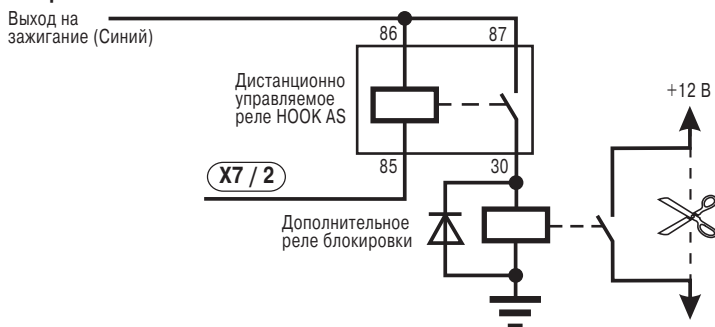 Выход на
зажигание (Синий)
86
87
Дистанционно
управляемое
реле HOOK AS
+12 В
85
30
X7 / 2
Дополнительное
реле блокировки